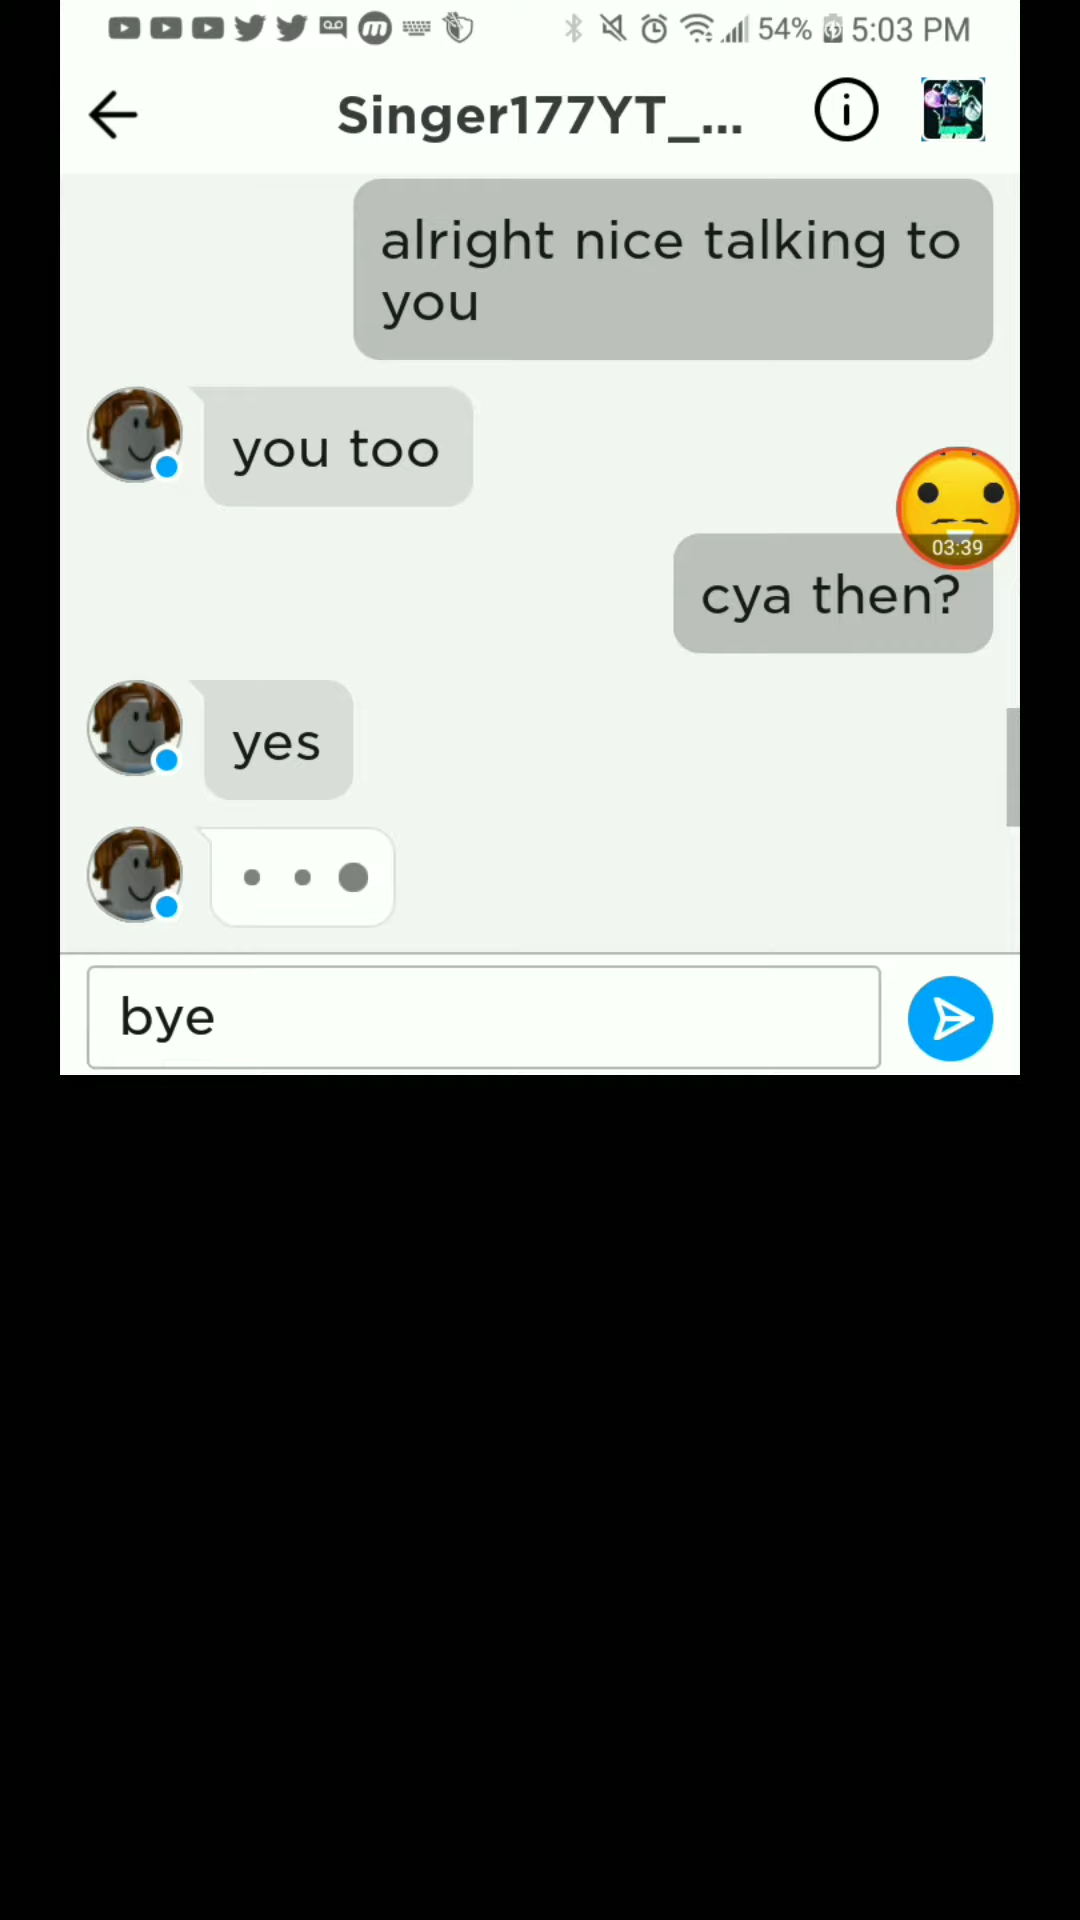 54% 5:03 PM
Singer177YT_...
alright nice talking to
you
you too
03:39
cya then?
yes
bye